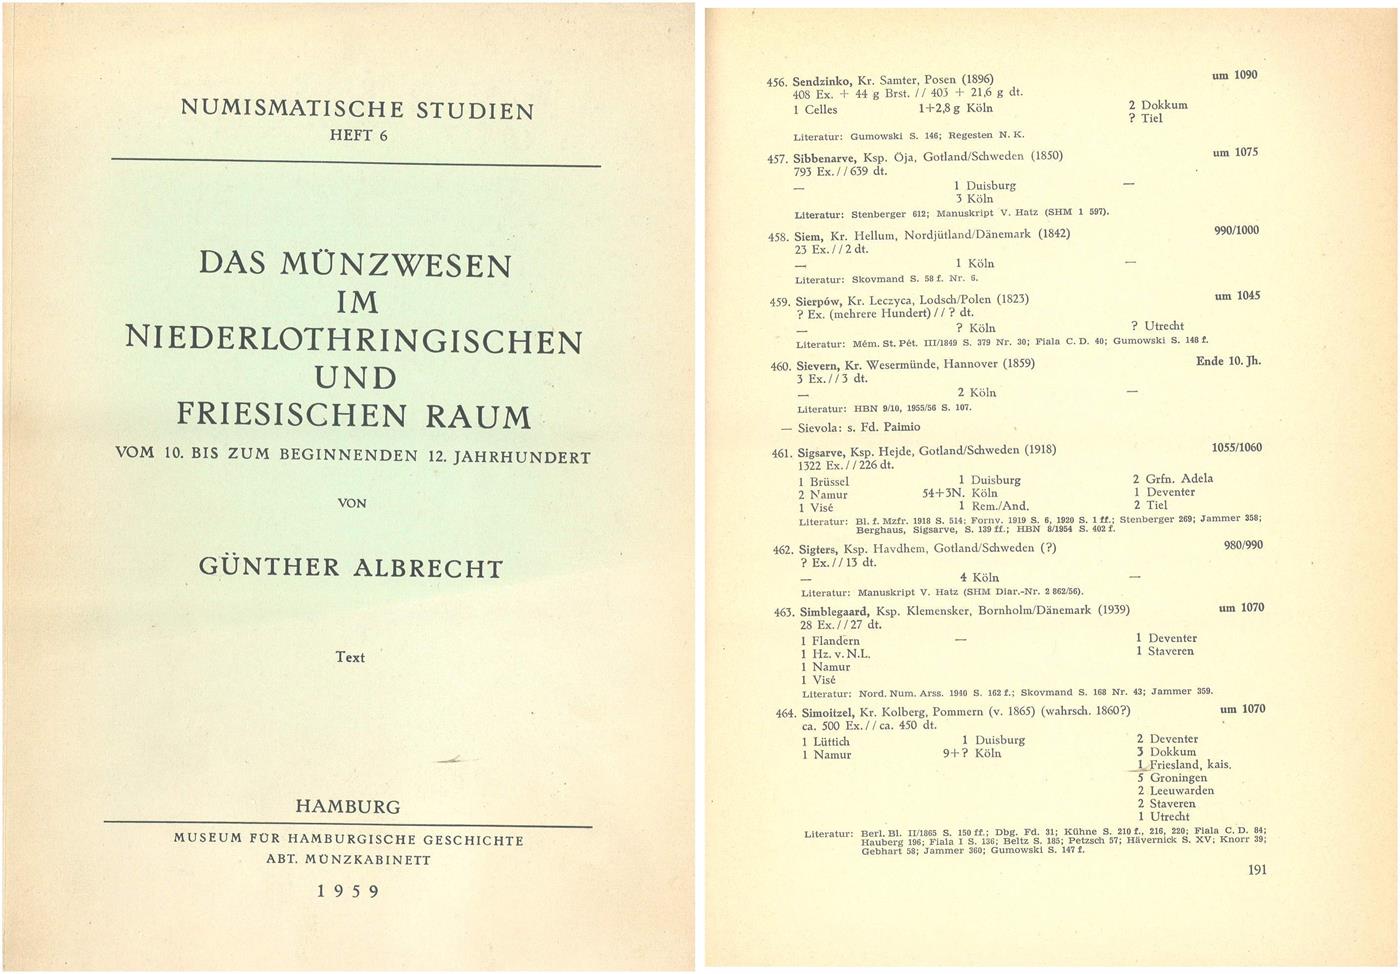 NUMISMATISCHE STUDIEN
HEFT 6
DAS MÜNZWESEN
IM
NIEDERLOTHRINGISCHEN
UND
FRIESISCHEN RAUM
VOM 10. BIS ZUM BEGINNENDEN 12. JAHRHUNDERT
VON
GÜNTHER ALBRECHT
Text
HAMBURG
MUSEUM FÜR HAMBURGISCHE GESCHICHTE
ABT. MÜNZKABINETT
1959
456. Sendzinko, Kr. Samter, Posen (1896) um 1090
408 Ex. + 44 g Brst. // 403 + 21,6 g dt.
1 Celles 1+2,8 g Köln 2 Dokkum
? Tiel
Literatur: Gumowski S. 146; Regesten N. K.
457. Sibbenarve, Ksp. Öja, Gotland/Schweden (1850) um 1075
793 Ex. // 639 dt.
— 1 Duisburg —
3 Köln
Literatur: Stenberger 612; Manuskript V. Hatz (SHM 1 597).
458. Siem, Kr. Hellum, Nordjütland/Dänemark (1842) 990/1000
23 Ex. // 2 dt.
— 1 Köln —
Literatur: Skovmand S. 58 f. Nr. 6.
459. Sierpów, Kr. Leczyca, Lodsch/Polen (1823) um 1045
? Ex. (mehrere Hundert) // ? dt.
— ? Köln ? Utrecht
Literatur: Mém. St. Pét. III/1849 S. 379 Nr. 30; Fiala C. D. 40; Gumowski S. 148 f.
460. Sievern, Kr. Wesermünde, Hannover (1859) Ende 10. Jh.
3 Ex. // 3 dt.
— 2 Köln —
Literatur: HBN 9/10, 1955/56 S. 107.
— Sievola: s. Fd. Paimio
461. Sigsarve, Ksp. Hejde, Gotland/Schweden (1918) 1055/1060
1322 Ex. // 226 dt.
1 Brüssel 1 Duisburg 2 Grfn. Adela
2 Namur 54+3N. Köln 1 Deventer
1 Visé 1 Rem./And. 2 Tiel
Literatur: Bl. f. Mzfr. 1918 S. 514; Fornv. 1919 S. 6, 1920 S. 1 ff.; Stenberger 269; Jammer 358;
Berghaus, Sigsarve, S. 139 ff.; HBN 8/1954 S. 402 f.
462. Sigters, Ksp. Havdhem, Gotland/Schweden (?) 980/990
? Ex. // 13 dt.
— 4 Köln —
Literatur: Manuskript V. Hatz (SHM Diar.-Nr. 2 862/56).
463. Simblegaard, Ksp. Klemensker, Bornholm/Dänemark (1939) um 1070
28 Ex. // 27 dt.
1 Flandern — 1 Deventer
1 Hz. v. N.L. 1 Staveren
1 Namur
1 Visé
Literatur: Nord. Num. Arss. 1940 S. 162 f.; Skovmand S. 168 Nr. 43; Jammer 359.
464. Simoitzel, Kr. Kolberg, Pommern (v. 1865) (wahrsch. 1860?) um 1070
ca. 500 Ex. // ca. 450 dt.
1 Lüttich 1 Duisburg 2 Deventer
1 Namur 9+? Köln 3 Dokkum
1 Friesland, kais.
5 Groningen
2 Leeuwarden
2 Staveren
1 Utrecht
Literatur: Berl. Bl. II/1865 S. 150 ff.; Dbg. Fd. 31; Kühne S. 210 f., 216, 220; Fiala C. D. 84;
Hauberg 196; Fiala I S. 136; Beltz S. 185; Petzsch 57; Hävernick S. XV; Knorr 39;
Gebhart 58; Jammer 360; Gumowski S. 147 f.
191